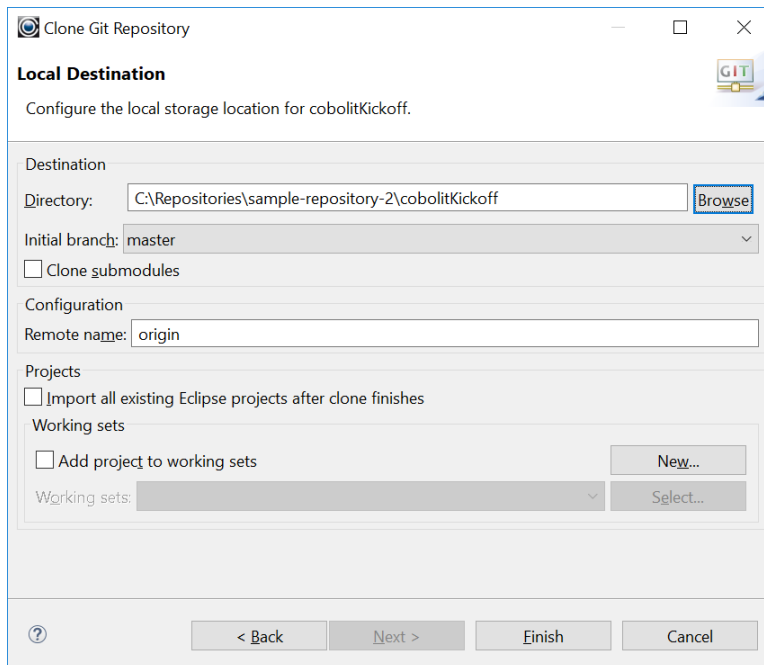 Clone Git Repository
Local Destination
GIT
Configure the local storage location for cobolitKickoff.
Destination
Directory: C:\Repositories\sample-repository-2\cobolitKickoff Browse
Initial branch: master
Clone submodules
Configuration
Remote name: origin
Projects
Import all existing Eclipse projects after clone finishes
Working sets
Add project to working sets New...
Working sets: Select...
? < Back Next > Finish Cancel